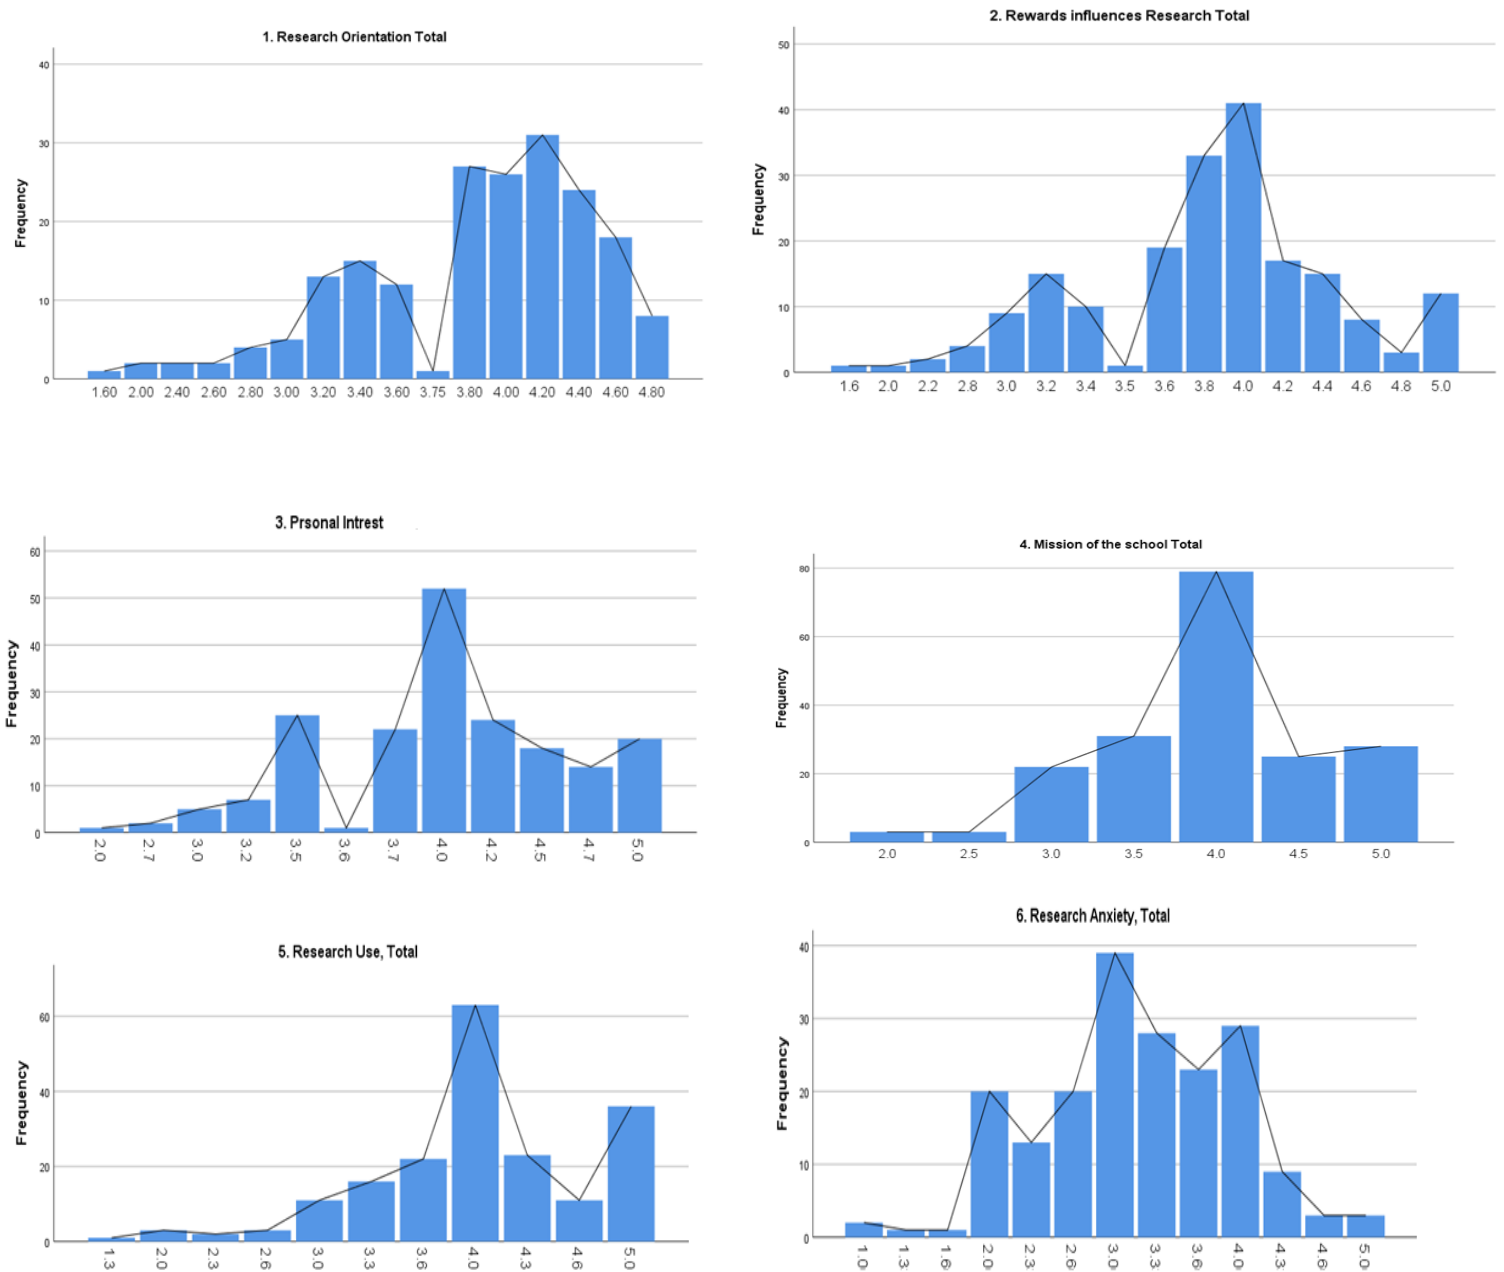 1. Research Orientation Total
Frequency
40
30
20
10
0
1.60 2.00 2.40 2.60 2.80 3.00 3.20 3.40 3.60 3.75 3.80 4.00 4.20 4.40 4.60 4.80
2. Rewards influences Research Total
Frequency
50
40
30
20
10
0
1.6 2.0 2.2 2.8 3.0 3.2 3.4 3.5 3.6 3.8 4.0 4.2 4.4 4.6 4.8 5.0
3. Prsonal Intrest
Frequency
60
50
40
30
20
10
0
2.0 2.7 3.0 3.2 3.5 3.6 3.7 4.0 4.2 4.5 4.7 5.0
4. Mission of the school Total
Frequency
80
60
40
20
0
2.0 2.5 3.0 3.5 4.0 4.5 5.0
5. Research Use, Total
Frequency
60
40
20
0
1.3 2.0 2.3 2.6 3.0 3.3 3.6 4.0 4.3 4.6 5.0
6. Research Anxiety, Total
Frequency
40
30
20
10
0
1.0 1.3 1.6 2.0 2.3 2.6 3.0 3.3 3.6 4.0 4.3 4.6 5.0